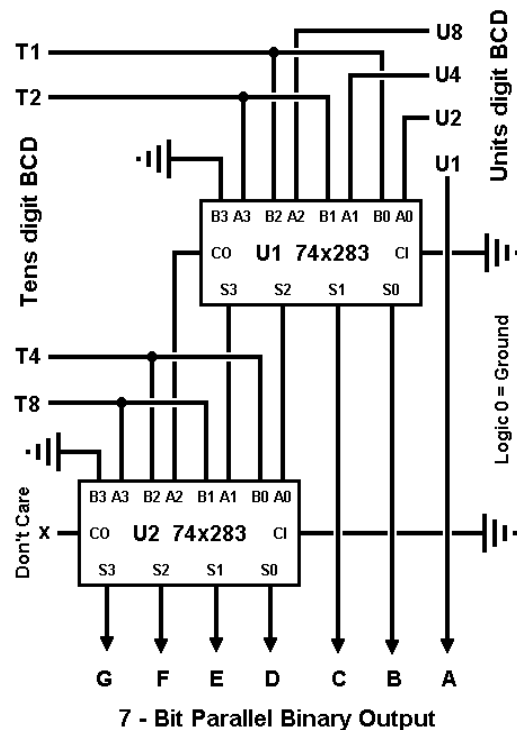 U8
T1
U4
T2
U2
U1
Units digit BCD
Tens digit BCD
B3 A3 B2 A2 B1 A1 B0 A0
CO U1 74x283 CI
S3 S2 S1 S0
T4
T8
Logic 0 = Ground
B3 A3 B2 A2 B1 A1 B0 A0
Don't Care
X CO U2 74x283 CI
S3 S2 S1 S0
G F E D C B A
7 - Bit Parallel Binary Output